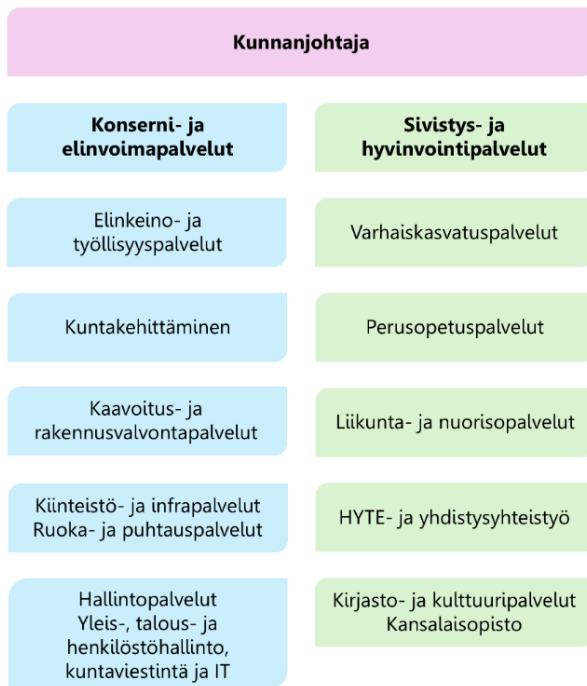 Kunnanjohtaja
Konserni- ja
elinvoimapalvelut
Elinkeino- ja
työllisyyspalvelut
Kuntakehittäminen
Kaavoitus- ja
rakennusvalvontapalvelut
Kiinteistö- ja infrapalvelut
Ruoka- ja puhtauspalvelut
Hallintopalvelut
Yleis-, talous- ja
henkilöstöhallinto,
kuntaviestintä ja IT
Sivistys- ja
hyvinvointipalvelut
Varhaiskasvatuspalvelut
Perusopetuspalvelut
Liikunta- ja nuorisopalvelut
HYTE- ja yhdistysyhteistyö
Kirjasto- ja kulttuuripalvelut
Kansalaisopisto